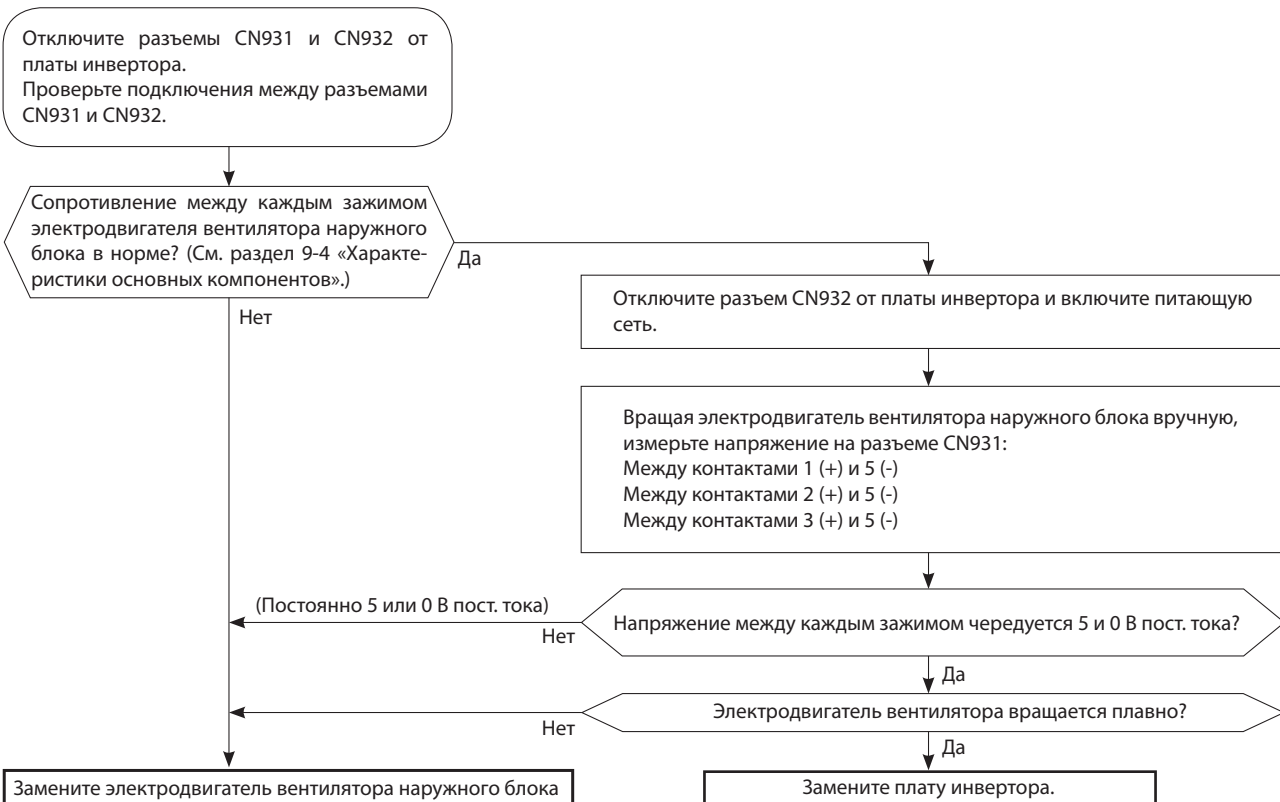 Отключите разъемы CN931 и CN932 от
платы инвертора.
Проверьте подключения между разъемами
CN931 и CN932.
Сопротивление между каждым зажимом
электродвигателя вентилятора наружного
блока в норме? (См. раздел 9-4 «Характе-
ристики основных компонентов».)
Да
Нет
Отключите разъем CN932 от платы инвертора и включите питающую
сеть.
Вращая электродвигатель вентилятора наружного блока вручную,
измерьте напряжение на разъеме CN931:
Между контактами 1 (+) и 5 (-)
Между контактами 2 (+) и 5 (-)
Между контактами 3 (+) и 5 (-)
(Постоянно 5 или 0 В пост. тока)
Напряжение между каждым зажимом чередуется 5 и 0 В пост. тока?
Нет
Да
Электродвигатель вентилятора вращается плавно?
Нет
Да
Замените электродвигатель вентилятора наружного блока
Замените плату инвертора.